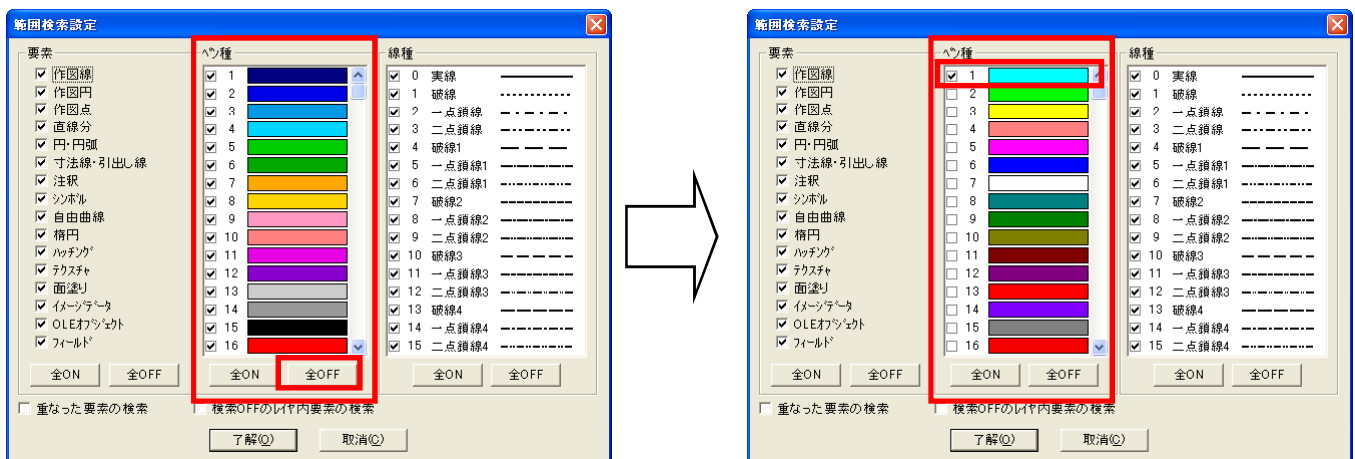 範囲検索設定
要素
作図線
作図円
作図点
直線分
円・円弧
寸法線・引出し線
注釈
シンボル
自由曲線
楕円
ハッチング
テクスチャ
面塗り
イメージデータ
OLEオブジェクト
フィールド
全ON 全OFF
ペン種
1
2
3
4
5
6
7
8
9
10
11
12
13
14
15
16
全ON 全OFF
線種
0 実線
1 破線
2 一点鎖線
3 二点鎖線
4 破線1
5 一点鎖線1
6 二点鎖線1
7 破線2
8 一点鎖線2
9 二点鎖線2
10 破線3
11 一点鎖線3
12 二点鎖線3
13 破線4
14 一点鎖線4
15 二点鎖線4
全ON 全OFF
重なった要素の検索
検索OFFのレイヤ内要素の検索
了解(O) 取消(C)
範囲検索設定
要素
作図線
作図円
作図点
直線分
円・円弧
寸法線・引出し線
注釈
シンボル
自由曲線
楕円
ハッチング
テクスチャ
面塗り
イメージデータ
OLEオブジェクト
フィールド
全ON 全OFF
ペン種
1
2
3
4
5
6
7
8
9
10
11
12
13
14
15
16
全ON 全OFF
線種
0 実線
1 破線
2 一点鎖線
3 二点鎖線
4 破線1
5 一点鎖線1
6 二点鎖線1
7 破線2
8 一点鎖線2
9 二点鎖線2
10 破線3
11 一点鎖線3
12 二点鎖線3
13 破線4
14 一点鎖線4
15 二点鎖線4
全ON 全OFF
重なった要素の検索
検索OFFのレイヤ内要素の検索
了解(O) 取消(C)